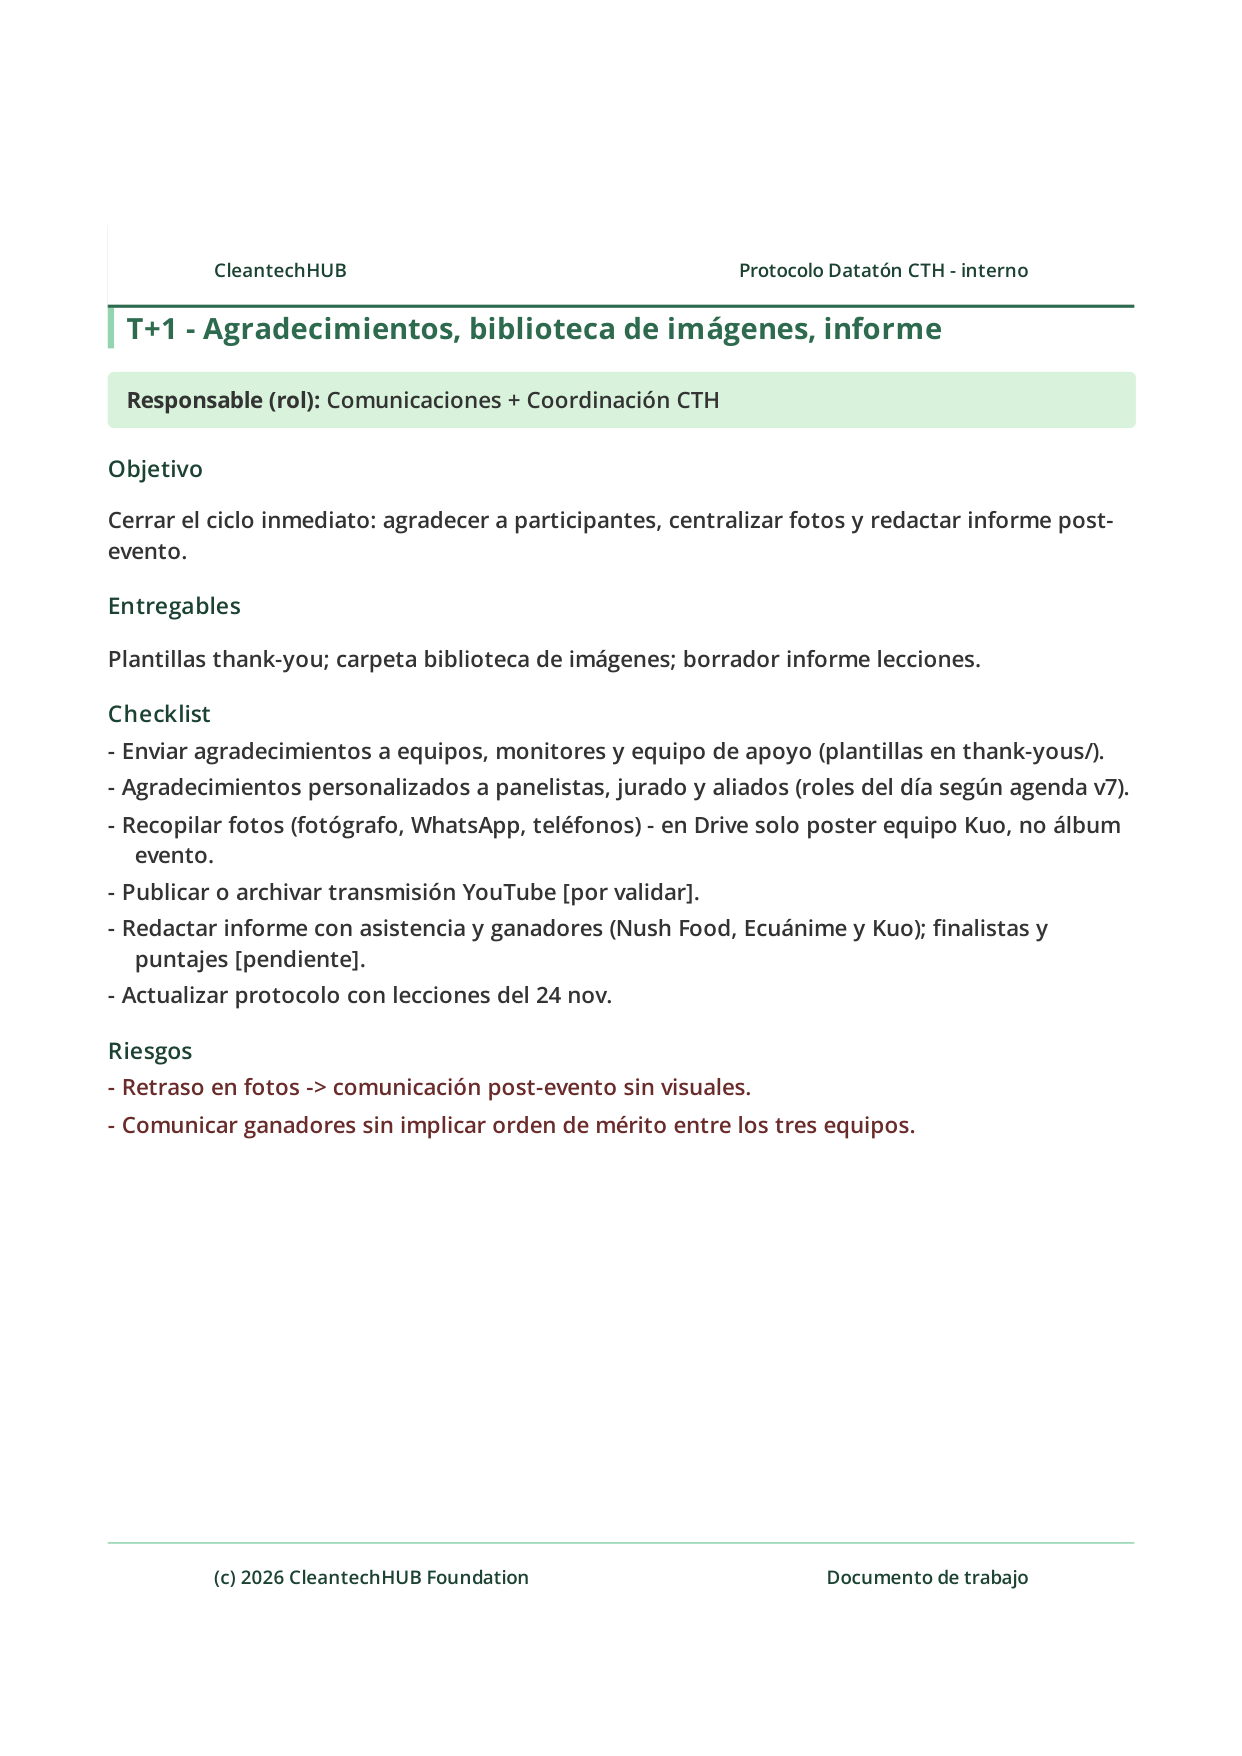 CleantechHUB
Protocolo Datatón CTH - interno
T+1 - Agradecimientos, biblioteca de imágenes, informe
Responsable (rol): Comunicaciones + Coordinación CTH
Objetivo
Cerrar el ciclo inmediato: agradecer a participantes, centralizar fotos y redactar informe post-
evento.
Entregables
Plantillas thank-you; carpeta biblioteca de imágenes; borrador informe lecciones.
Checklist
- Enviar agradecimientos a equipos, monitores y equipo de apoyo (plantillas en thank-yous/).
- Agradecimientos personalizados a panelistas, jurado y aliados (roles del día según agenda v7).
- Recopilar fotos (fotógrafo, WhatsApp, teléfonos) - en Drive solo poster equipo Kuo, no álbum
evento.
- Publicar o archivar transmisión YouTube [por validar].
- Redactar informe con asistencia y ganadores (Nush Food, Ecuánime y Kuo); finalistas y
puntajes [pendiente].
- Actualizar protocolo con lecciones del 24 nov.
Riesgos
- Retraso en fotos -> comunicación post-evento sin visuales.
- Comunicar ganadores sin implicar orden de mérito entre los tres equipos.
(c) 2026 CleantechHUB Foundation
Documento de trabajo